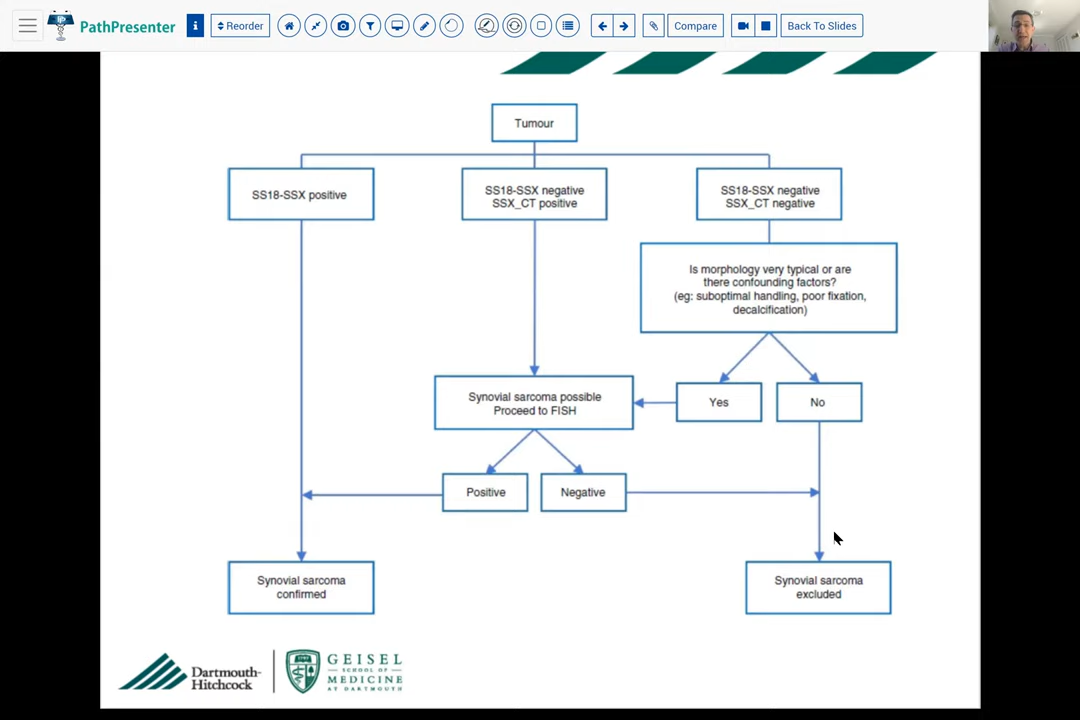 PathPresenter
i
Reorder
Compare
Back To Slides
Tumour
SS18-SSX positive
SS18-SSX negative
SSX_CT positive
SS18-SSX negative
SSX_CT negative
Is morphology very typical or are
there confounding factors?
(eg: suboptimal handling, poor fixation,
decalcification)
Synovial sarcoma possible
Proceed to FISH
Yes
No
Positive
Negative
Synovial sarcoma
confirmed
Synovial sarcoma
excluded
Dartmouth-
Hitchcock
GEISEL
SCHOOL OF
MEDICINE
AT DARTMOUTH